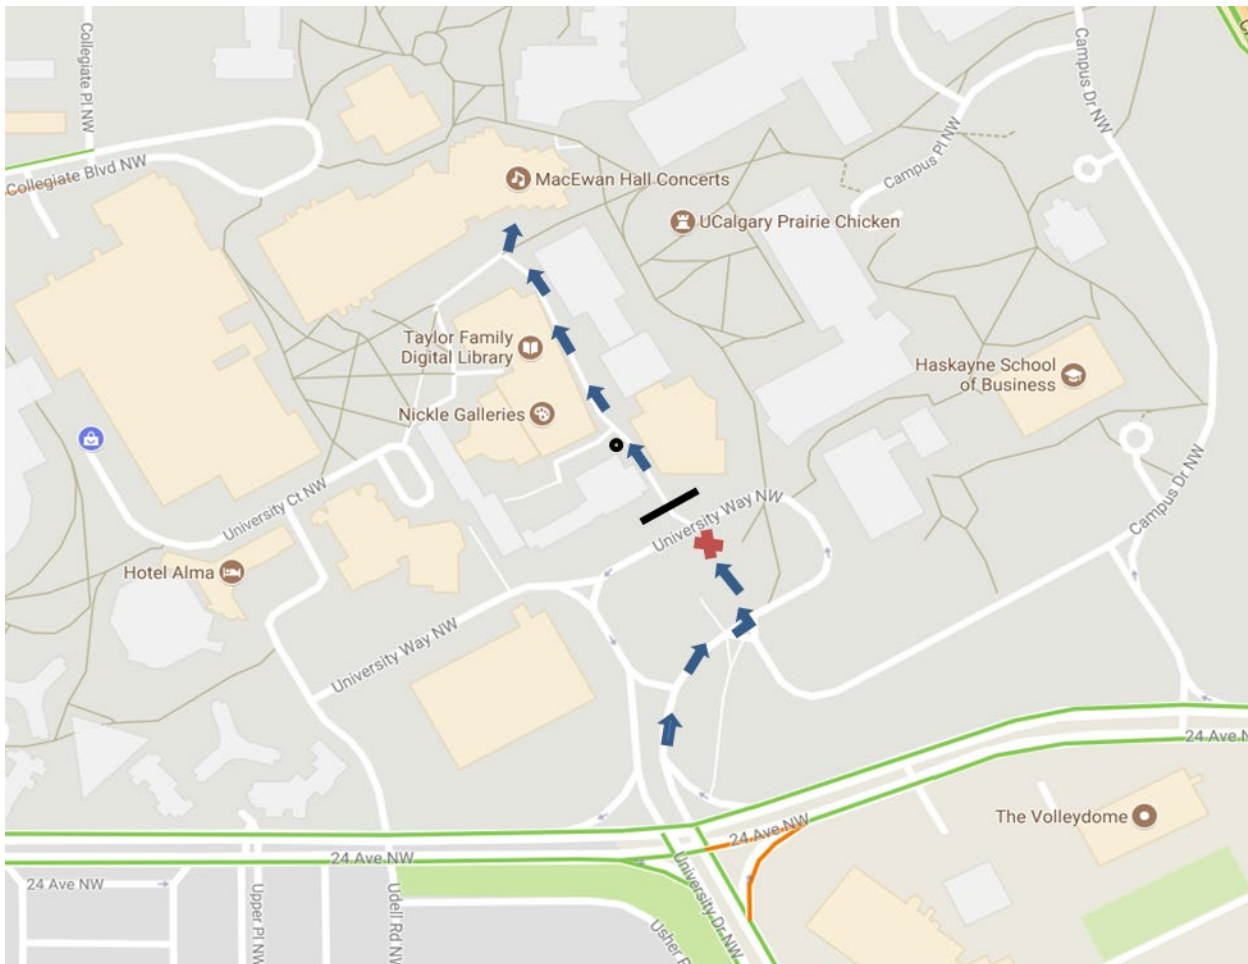 Collegiate Pl NW
Collegiate Blvd NW
MacEwan Hall Concerts
UCalgary Prairie Chicken
Campus Pl NW
Campus Dr NW
Taylor Family
Digital Library
Nickle Galleries
Haskayne School
of Business
University Ct NW
University Way NW
Campus Dr NW
Hotel Alma
University Way NW
24 Ave N
The Volleydome
24 Ave NW
24 Ave NW
24 Ave NW
Upper Pl NW
Udell Rd NW
Usher
University Dr NW